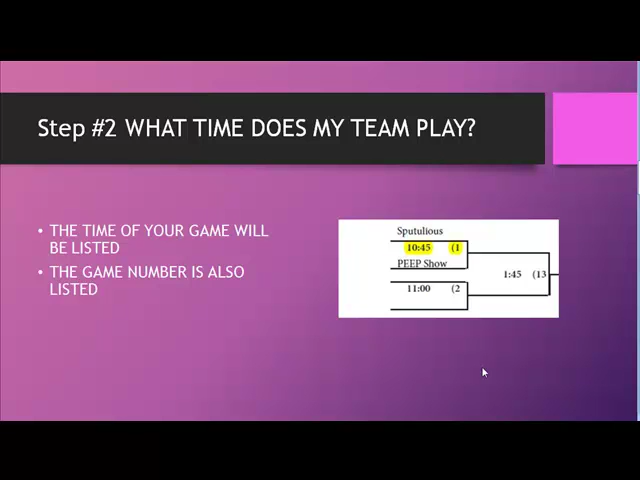 Step #2 WHAT TIME DOES MY TEAM PLAY?
• THE TIME OF YOUR GAME WILL
BE LISTED
• THE GAME NUMBER IS ALSO
LISTED
Sputulious
10:45 (1
PEEP Show
1:45 (13
11:00 (2